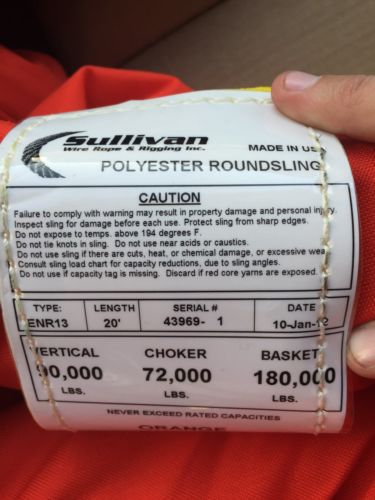 Sullivan
Wire Rope & Rigging Inc.
MADE IN USA
POLYESTER ROUNDSLING
CAUTION
Failure to comply with warning may result in property damage and personal injury.
Inspect sling for damage before each use. Protect sling from sharp edges.
Do not expose to temps. above 194 degrees F.
Do not tie knots in sling. Do not use near acids or caustics.
Do not use sling if there are cuts, heat, or chemical damage, or excessive wea
Consult sling load chart for capacity reductions, due to sling angles.
Do not use if capacity tag is missing. Discard if red core yarns are exposed.
TYPE: LENGTH SERIAL # DATE
ENR13 20' 43969- 1 10-Jan-
VERTICAL CHOKER BASKET
90,000 72,000 180,000
LBS. LBS. LBS.
NEVER EXCEED RATED CAPACITIES
ORANGE